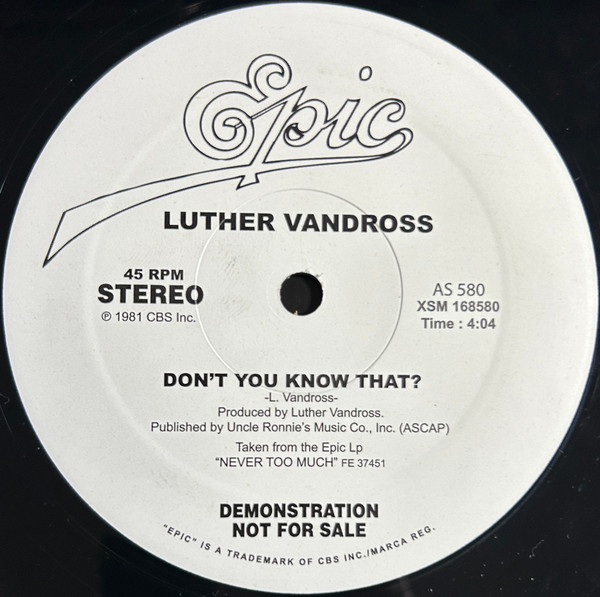 Epic
LUTHER VANDROSS
45 RPM
STEREO
℗ 1981 CBS Inc.
AS 580
XSM 168580
Time : 4:04
DON'T YOU KNOW THAT?
-L. Vandross-
Produced by Luther Vandross.
Published by Uncle Ronnie's Music Co., Inc. (ASCAP)
Taken from the Epic Lp
“NEVER TOO MUCH” FE 37451
DEMONSTRATION
NOT FOR SALE
"EPIC" IS A TRADEMARK OF CBS INC./MARCA REG.